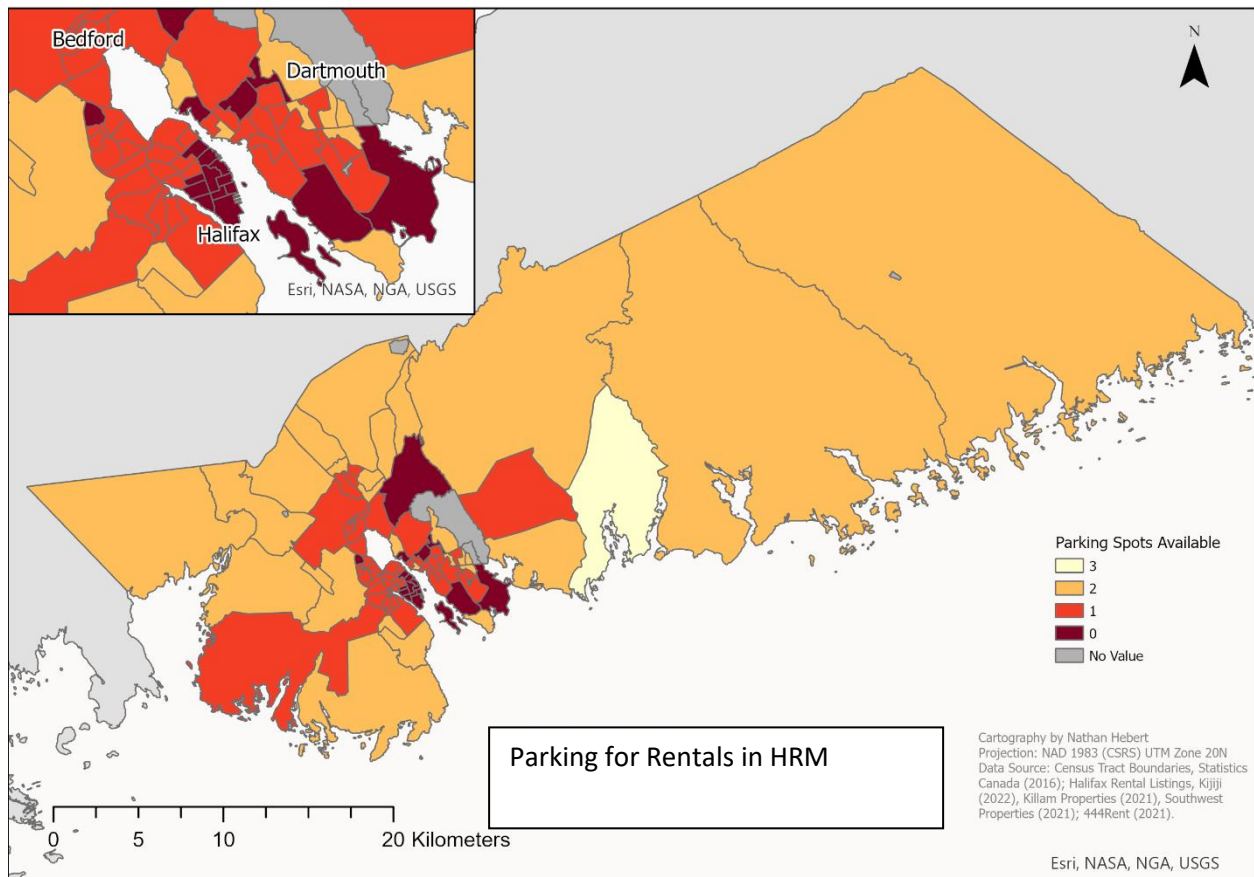 Bedford
Dartmouth
Halifax
Esri, NASA, NGA, USGS
N
Parking Spots Available
3
2
1
0
No Value
Parking for Rentals in HRM
Cartography by Nathan Hebert
Projection: NAD 1983 (CSRS) UTM Zone 20N
Data Source: Census Tract Boundaries, Statistics
Canada (2016); Halifax Rental Listings, Kijiji
(2022), Killam Properties (2021), Southwest
Properties (2021); 444Rent (2021).
0 5 10 20 Kilometers
Esri, NASA, NGA, USGS